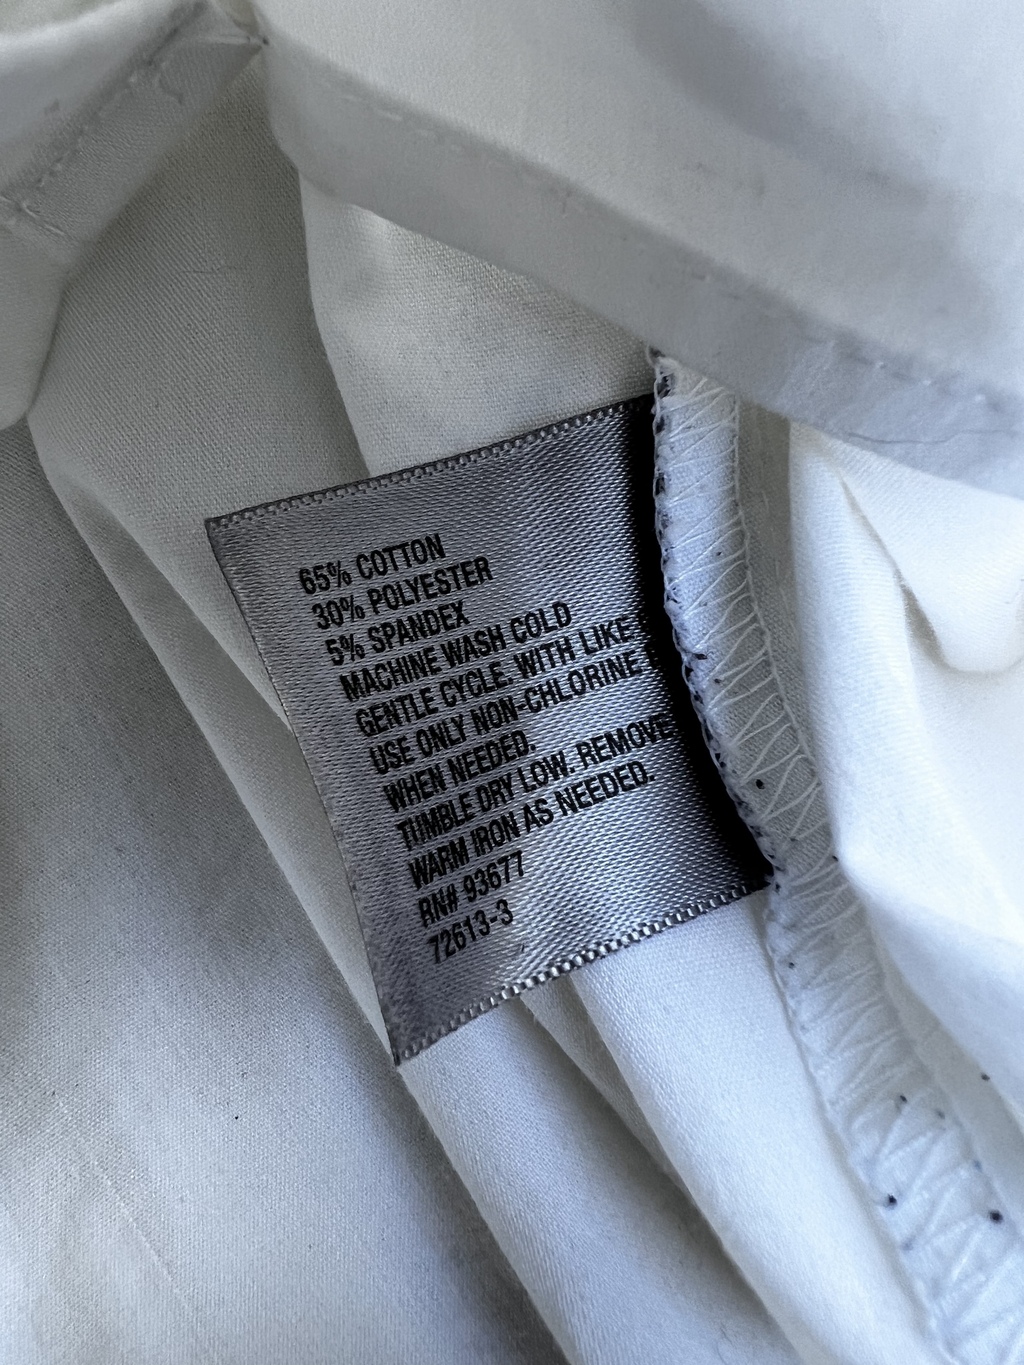 65% COTTON
30% POLYESTER
5% SPANDEX
MACHINE WASH COLD
GENTLE CYCLE. WITH LIKE
USE ONLY NON-CHLORINE
WHEN NEEDED.
TUMBLE DRY LOW. REMOVE
WARM IRON AS NEEDED.
RN# 93677
72613-3